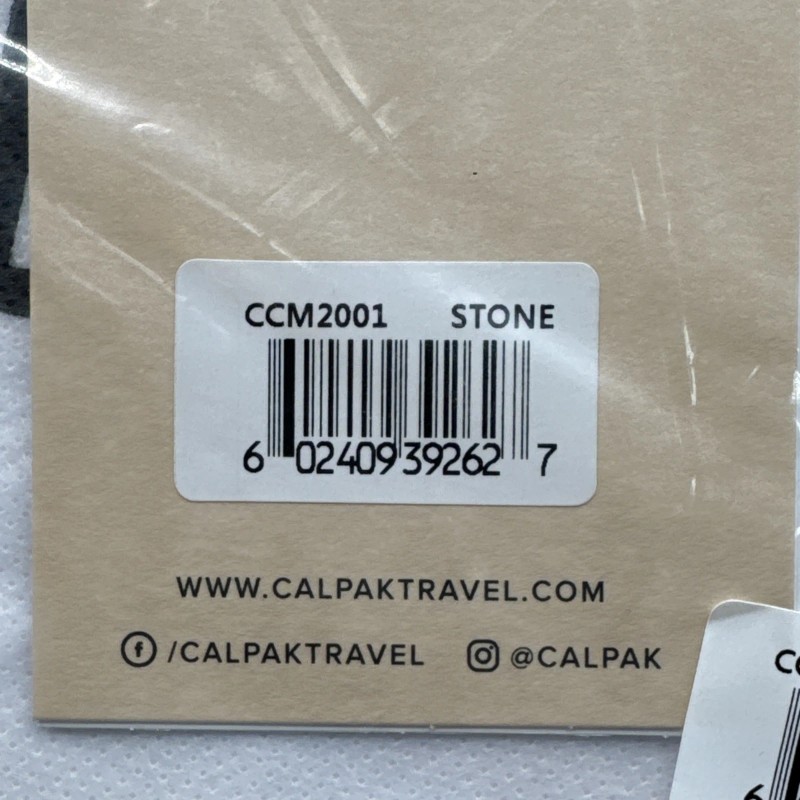 CCM2001 STONE
6 02409 39262 7
WWW.CALPAKTRAVEL.COM
/CALPAKTRAVEL @CALPAK